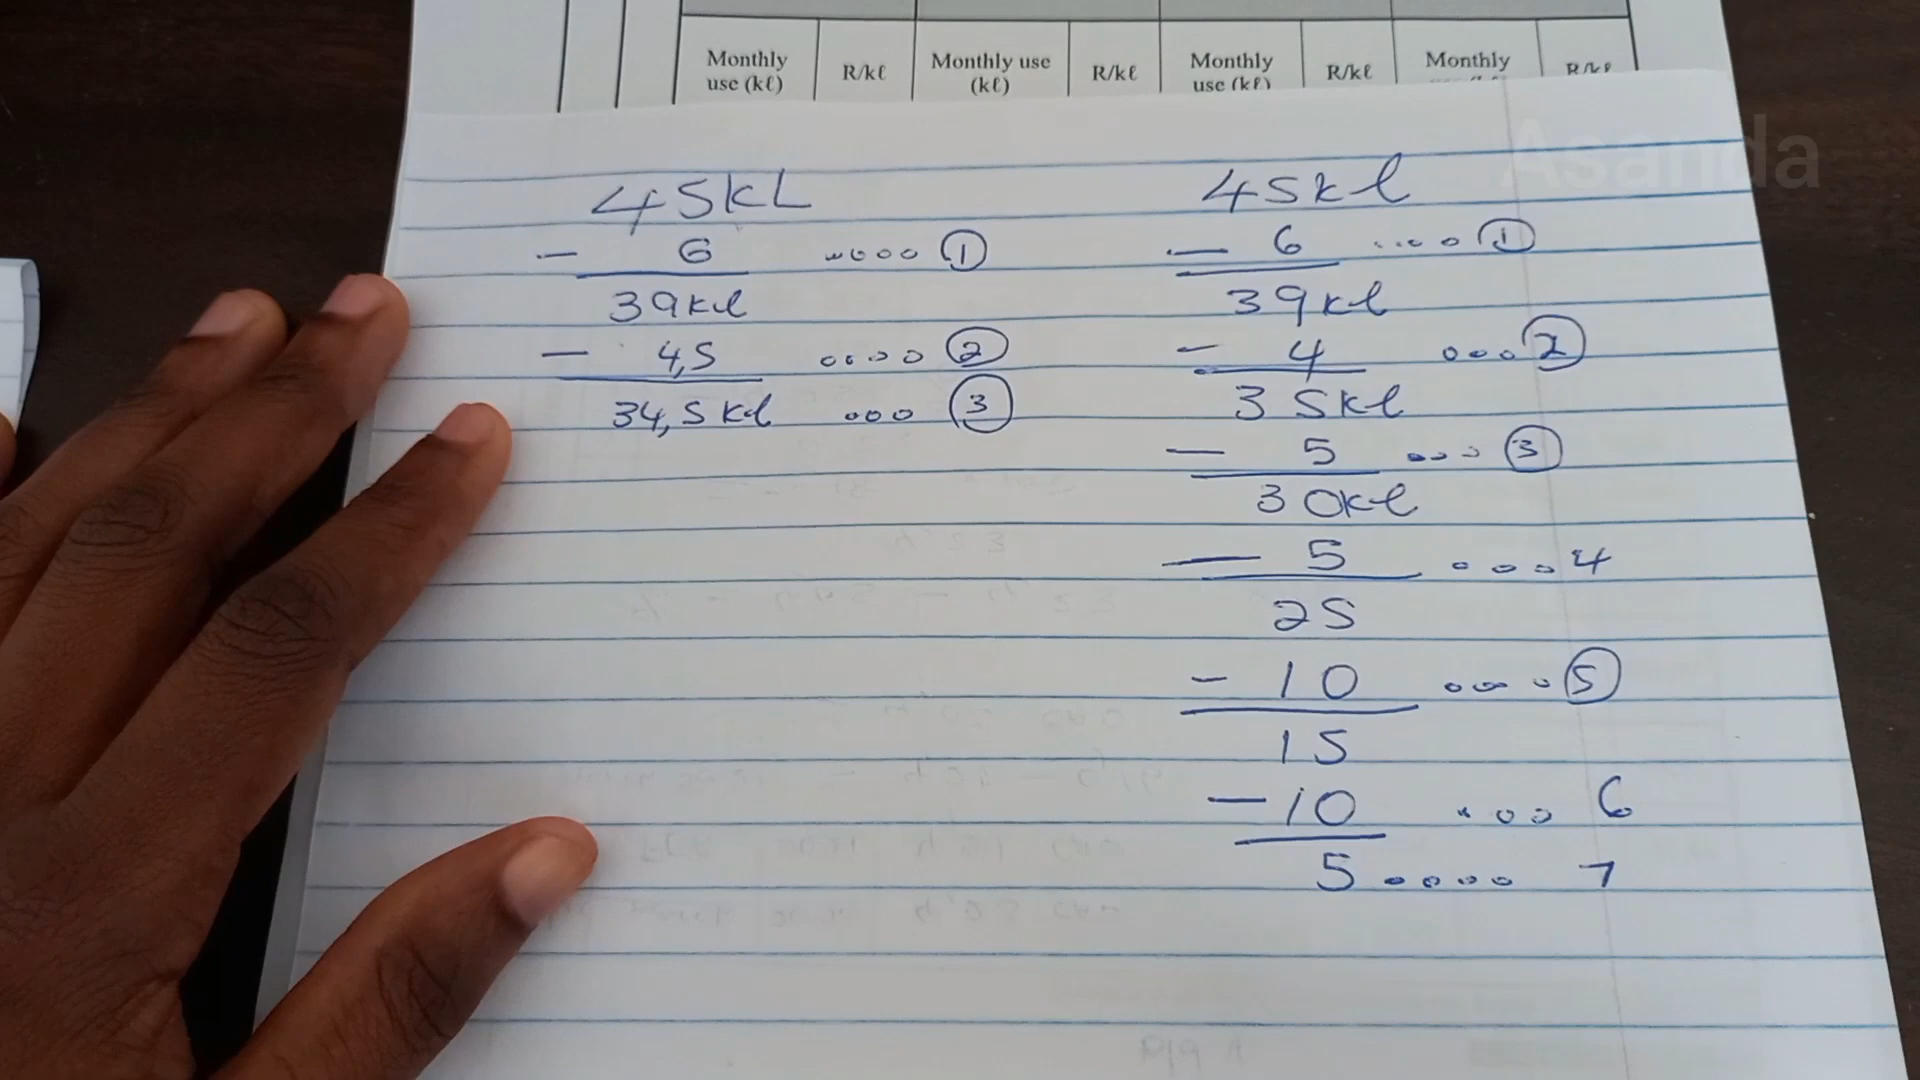 Monthly use (kℓ) R/kℓ Monthly use (kℓ) R/kℓ Monthly use (kℓ) R/kℓ Monthly R/kℓ
Asanda
45kL
- 6 .... ①
39kl
- 4,5 .... ②
34,5kl ... ③
45kl
- 6 .... ①
39kl
- 4 ... ②
35kl
- 5 ... ③
30kl
- 5 ... 4
25
- 10 .... ⑤
15
- 10 ... 6
5 .... 7